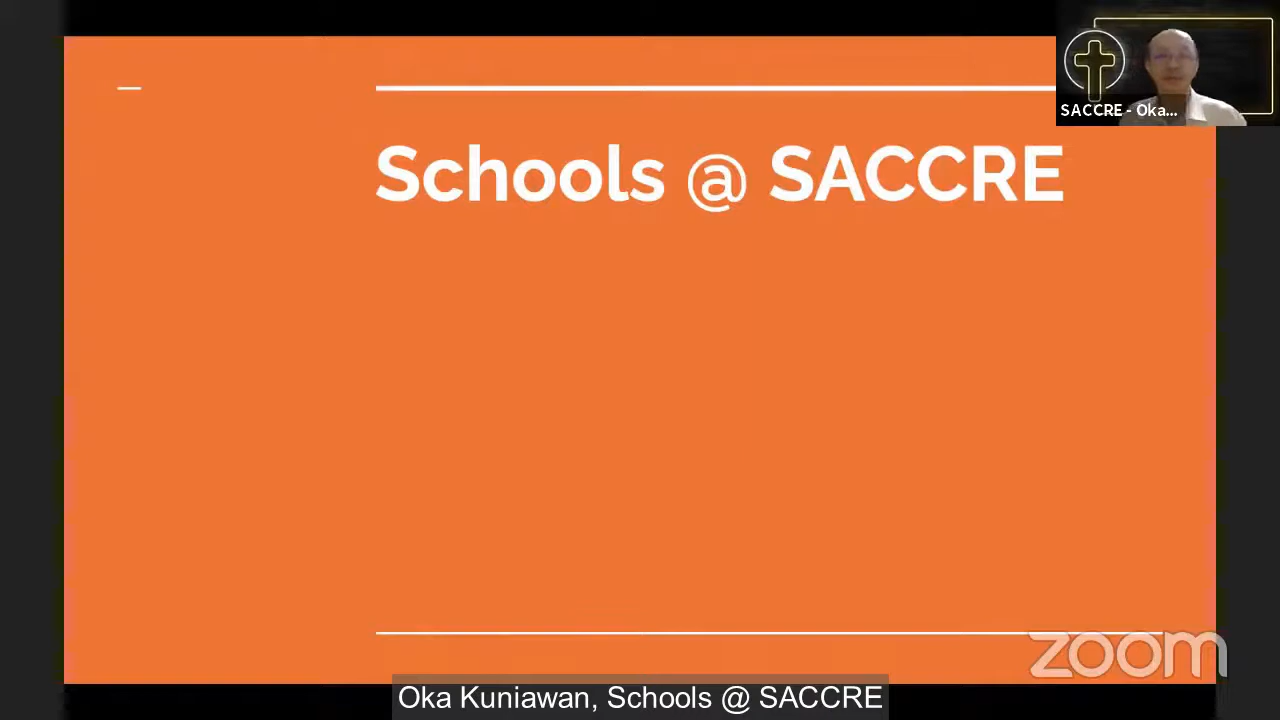 SACCRE - Oka...
Schools @ SACCRE
zoom
Oka Kuniawan, Schools @ SACCRE